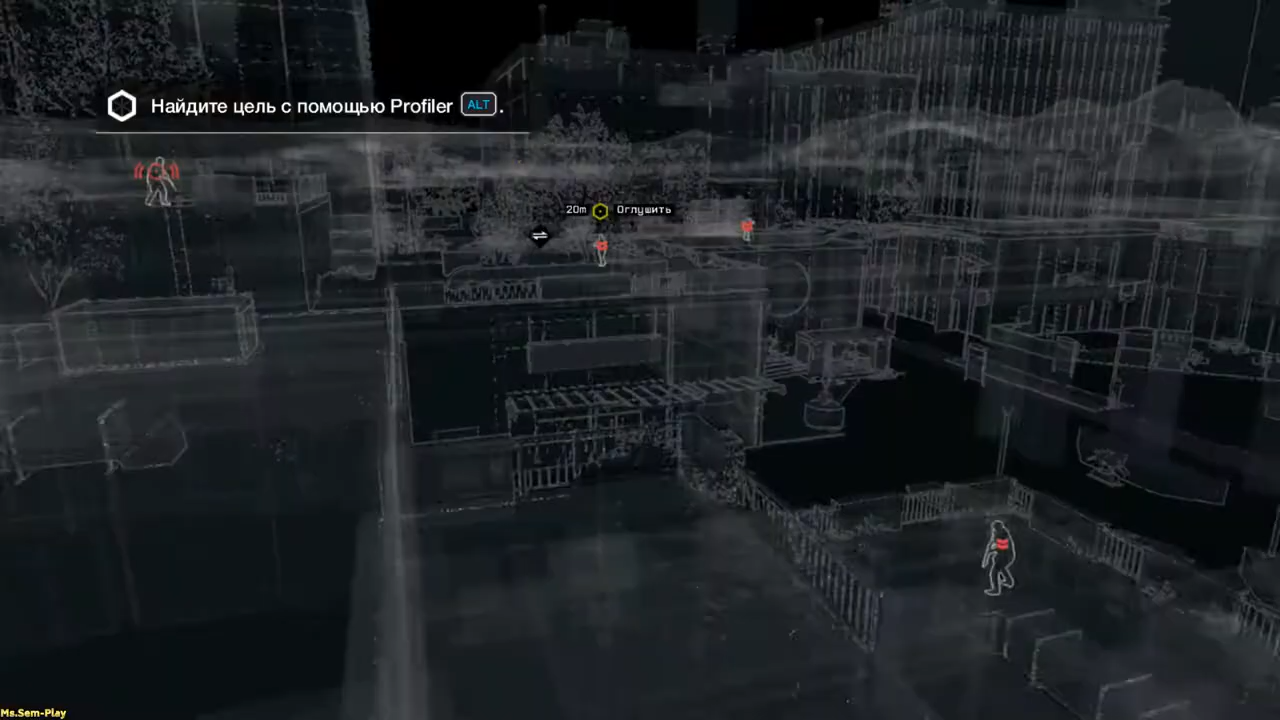 Найдите цель с помощью Profiler ALT.
20m Оглушить
Ms.Sem-Play